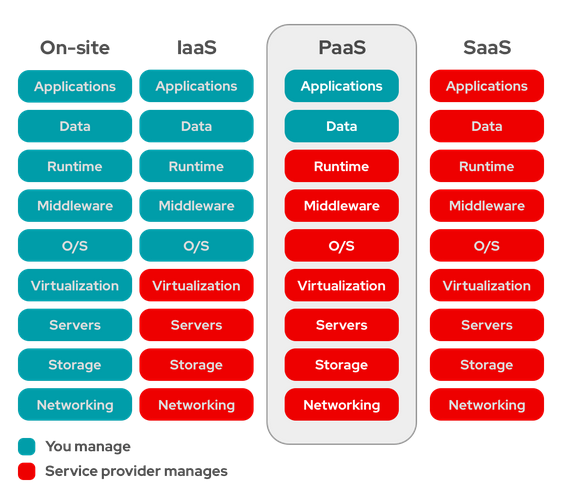 On-site IaaS PaaS SaaS
Applications Applications Applications Applications
Data Data Data Data
Runtime Runtime Runtime Runtime
Middleware Middleware Middleware Middleware
O/S O/S O/S O/S
Virtualization Virtualization Virtualization Virtualization
Servers Servers Servers Servers
Storage Storage Storage Storage
Networking Networking Networking Networking
You manage
Service provider manages